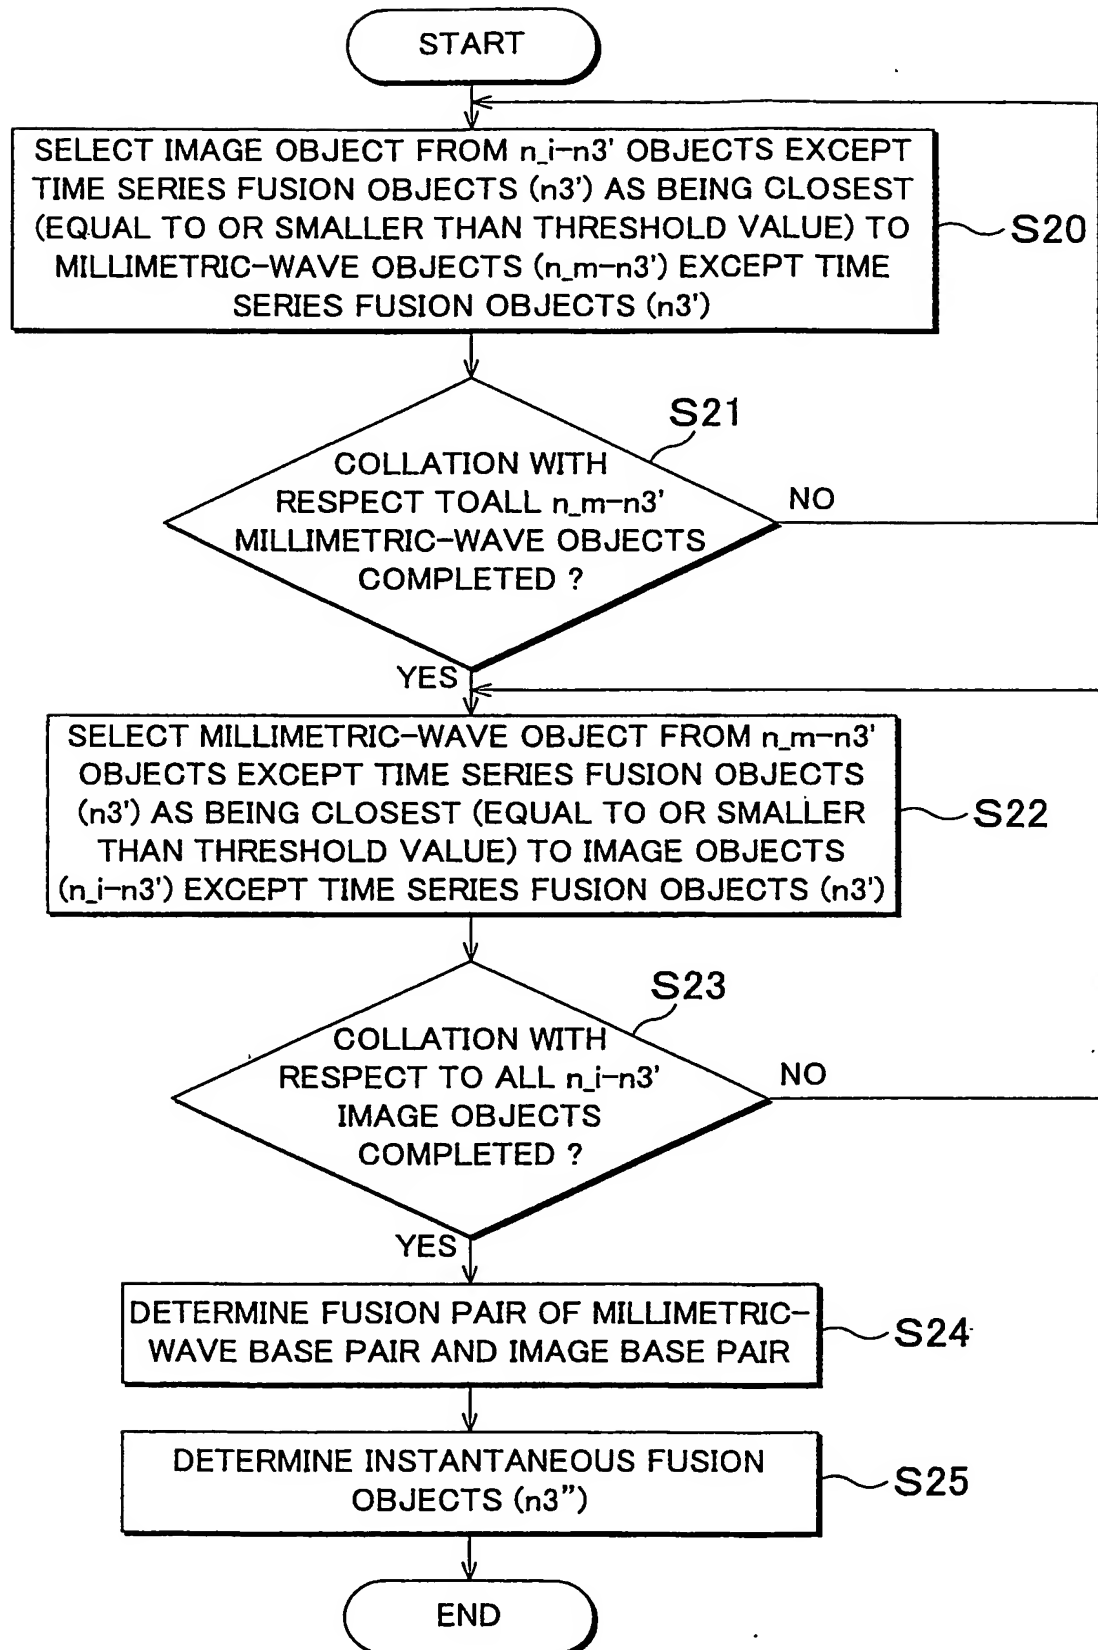 START
SELECT IMAGE OBJECT FROM n_i-n3' OBJECTS EXCEPT
TIME SERIES FUSION OBJECTS (n3') AS BEING CLOSEST
(EQUAL TO OR SMALLER THAN THRESHOLD VALUE) TO
MILLIMETRIC-WAVE OBJECTS (n_m-n3') EXCEPT TIME
SERIES FUSION OBJECTS (n3')
S20
S21
COLLATION WITH
RESPECT TOALL n_m-n3'
MILLIMETRIC-WAVE OBJECTS
COMPLETED ?
NO
YES
SELECT MILLIMETRIC-WAVE OBJECT FROM n_m-n3'
OBJECTS EXCEPT TIME SERIES FUSION OBJECTS
(n3') AS BEING CLOSEST (EQUAL TO OR SMALLER
THAN THRESHOLD VALUE) TO IMAGE OBJECTS
(n_i-n3') EXCEPT TIME SERIES FUSION OBJECTS (n3')
S22
S23
COLLATION WITH
RESPECT TO ALL n_i-n3'
IMAGE OBJECTS
COMPLETED ?
NO
YES
DETERMINE FUSION PAIR OF MILLIMETRIC-
WAVE BASE PAIR AND IMAGE BASE PAIR
S24
DETERMINE INSTANTANEOUS FUSION
OBJECTS (n3")
S25
END